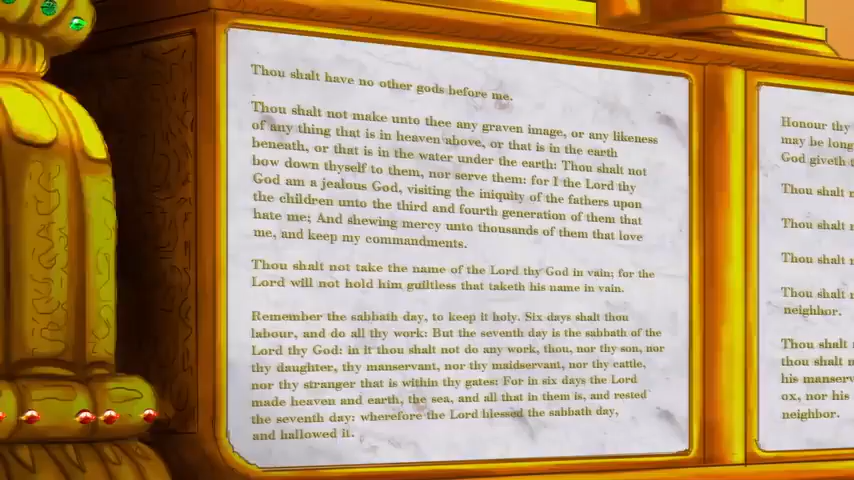 Thou shalt have no other gods before me.
Thou shalt not make unto thee any graven image, or any likeness
of any thing that is in heaven above, or that is in the earth
beneath, or that is in the water under the earth: Thou shalt not
bow down thyself to them, nor serve them: for I the Lord thy
God am a jealous God, visiting the iniquity of the fathers upon
the children unto the third and fourth generation of them that
hate me; And shewing mercy unto thousands of them that love
me, and keep my commandments.
Thou shalt not take the name of the Lord thy God in vain; for the
Lord will not hold him guiltless that taketh his name in vain.
Remember the sabbath day, to keep it holy. Six days shalt thou
labour, and do all thy work: But the seventh day is the sabbath of the
Lord thy God: in it thou shalt not do any work, thou, nor thy son, nor
thy daughter, thy manservant, nor thy maidservant, nor thy cattle,
nor thy stranger that is within thy gates: For in six days the Lord
made heaven and earth, the sea, and all that in them is, and rested
the seventh day: wherefore the Lord blessed the sabbath day,
and hallowed it.
Honour thy
may be long
God giveth
Thou shalt
Thou shalt
Thou shalt
Thou shalt
neighbor.
Thou shalt
thou shalt
his
ox, nor his
neighbor.